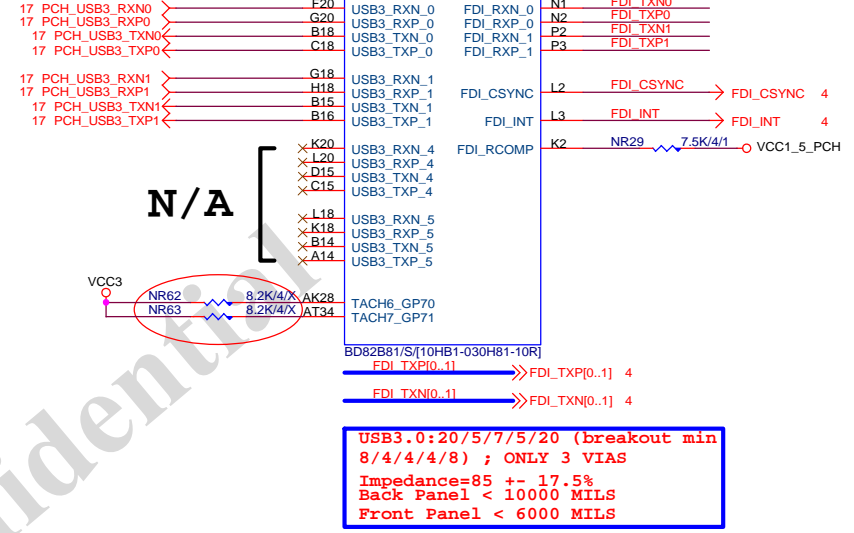 17 PCH_USB3_RXN0 F20 USB3_RXN_0 FDI_RXN_0 N1 FDI_TXN0
17 PCH_USB3_RXP0 G20 USB3_RXP_0 FDI_RXP_0 N2 FDI_TXP0
17 PCH_USB3_TXN0 B18 USB3_TXN_0 FDI_RXN_1 P2 FDI_TXN1
17 PCH_USB3_TXP0 C18 USB3_TXP_0 FDI_RXP_1 P3 FDI_TXP1
17 PCH_USB3_RXN1 G18 USB3_RXN_1
17 PCH_USB3_RXP1 H18 USB3_RXP_1 FDI_CSYNC L2 FDI_CSYNC FDI_CSYNC 4
17 PCH_USB3_TXN1 B15 USB3_TXN_1
17 PCH_USB3_TXP1 B16 USB3_TXP_1 FDI_INT L3 FDI_INT FDI_INT 4
K20 USB3_RXN_4 FDI_RCOMP K2 NR29 7.5K/4/1 VCC1_5_PCH
L20 USB3_RXP_4
D15 USB3_TXN_4
C15 USB3_TXP_4
N/A
L18 USB3_RXN_5
K18 USB3_RXP_5
B14 USB3_TXN_5
A14 USB3_TXP_5
VCC3
NR62 8.2K/4/X AK28 TACH6_GP70
NR63 8.2K/4/X AT34 TACH7_GP71
BD82B81/S/[10HB1-030H81-10R]
FDI_TXP[0..1] FDI_TXP[0..1] 4
FDI_TXN[0..1] FDI_TXN[0..1] 4
USB3.0:20/5/7/5/20 (breakout min
8/4/4/4/8) ; ONLY 3 VIAS
Impedance=85 +- 17.5%
Back Panel < 10000 MILS
Front Panel < 6000 MILS
fidential